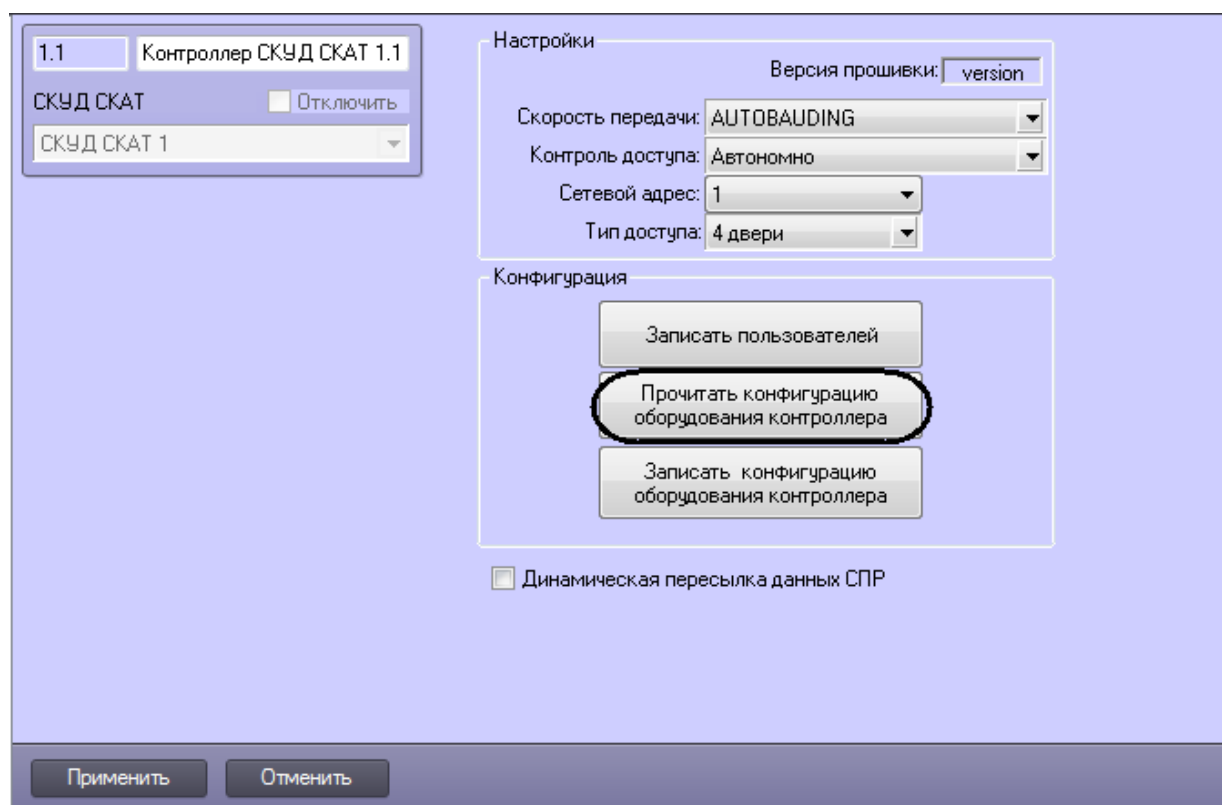 1.1 Контроллер СКУД СКАТ 1.1
СКУД СКАТ Отключить
СКУД СКАТ 1
Настройки
Версия прошивки: version
Скорость передачи: AUTOBAUDING
Контроль доступа: Автономно
Сетевой адрес: 1
Тип доступа: 4 двери
Конфигурация
Записать пользователей
Прочитать конфигурацию
оборудования контроллера
Записать конфигурацию
оборудования контроллера
Динамическая пересылка данных СПР
Применить Отменить